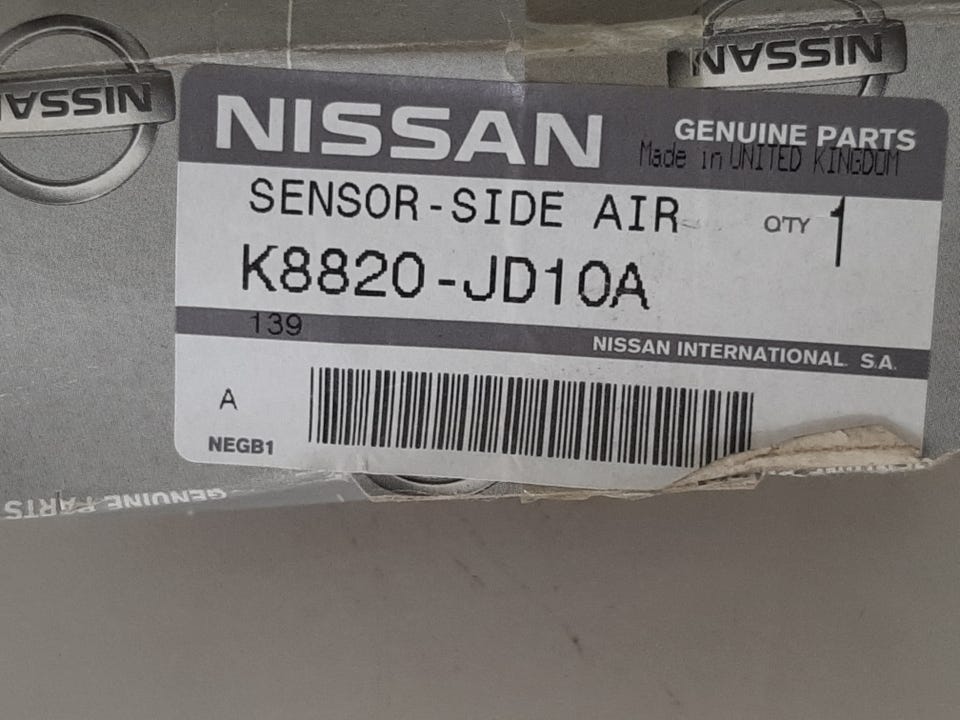 NISSAN
NISSAN
NISSAN
GENUINE PARTS
Made in UNITED KINGDOM
SENSOR-SIDE AIR
QTY 1
K8820-JD10A
139
NISSAN INTERNATIONAL S.A.
A
NEGB1
GENUINE PARTS